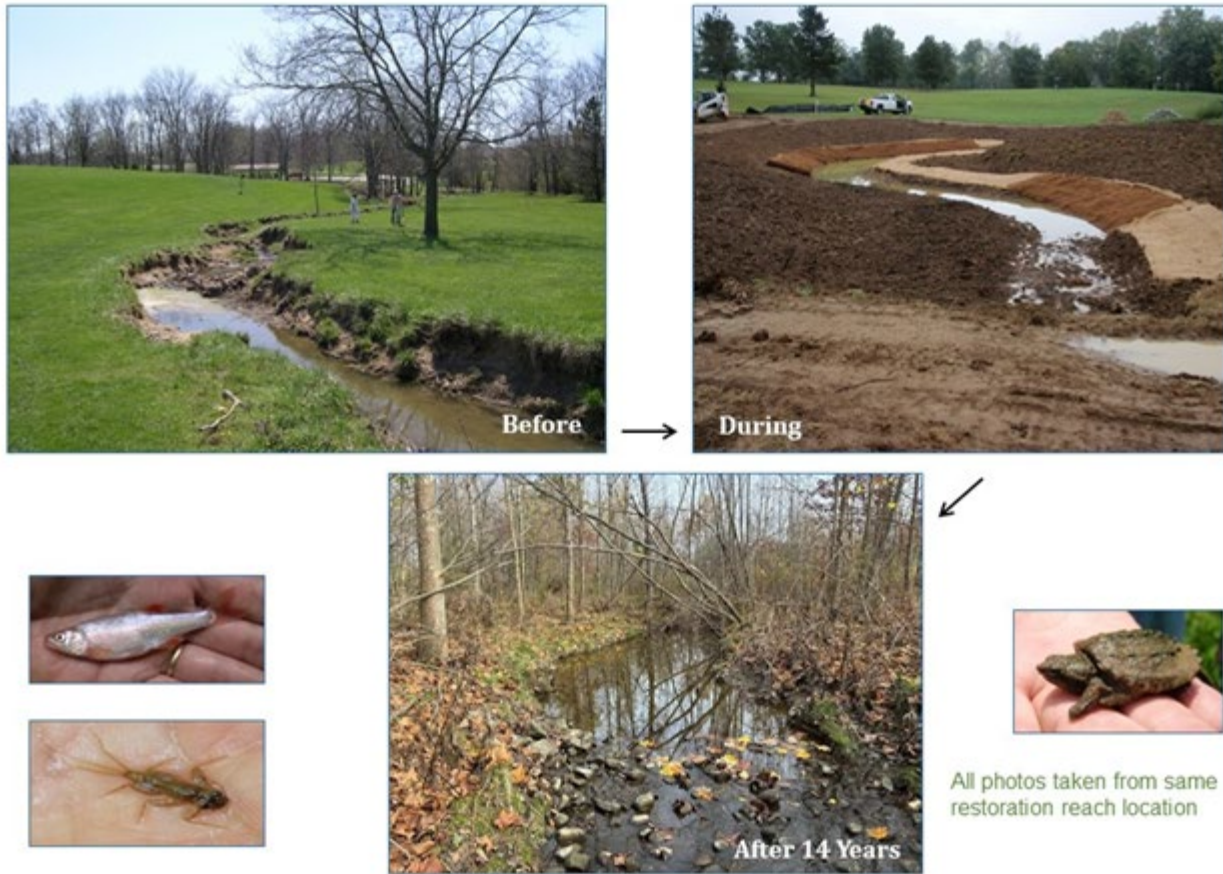 Before
During
After 14 Years
All photos taken from same
restoration reach location